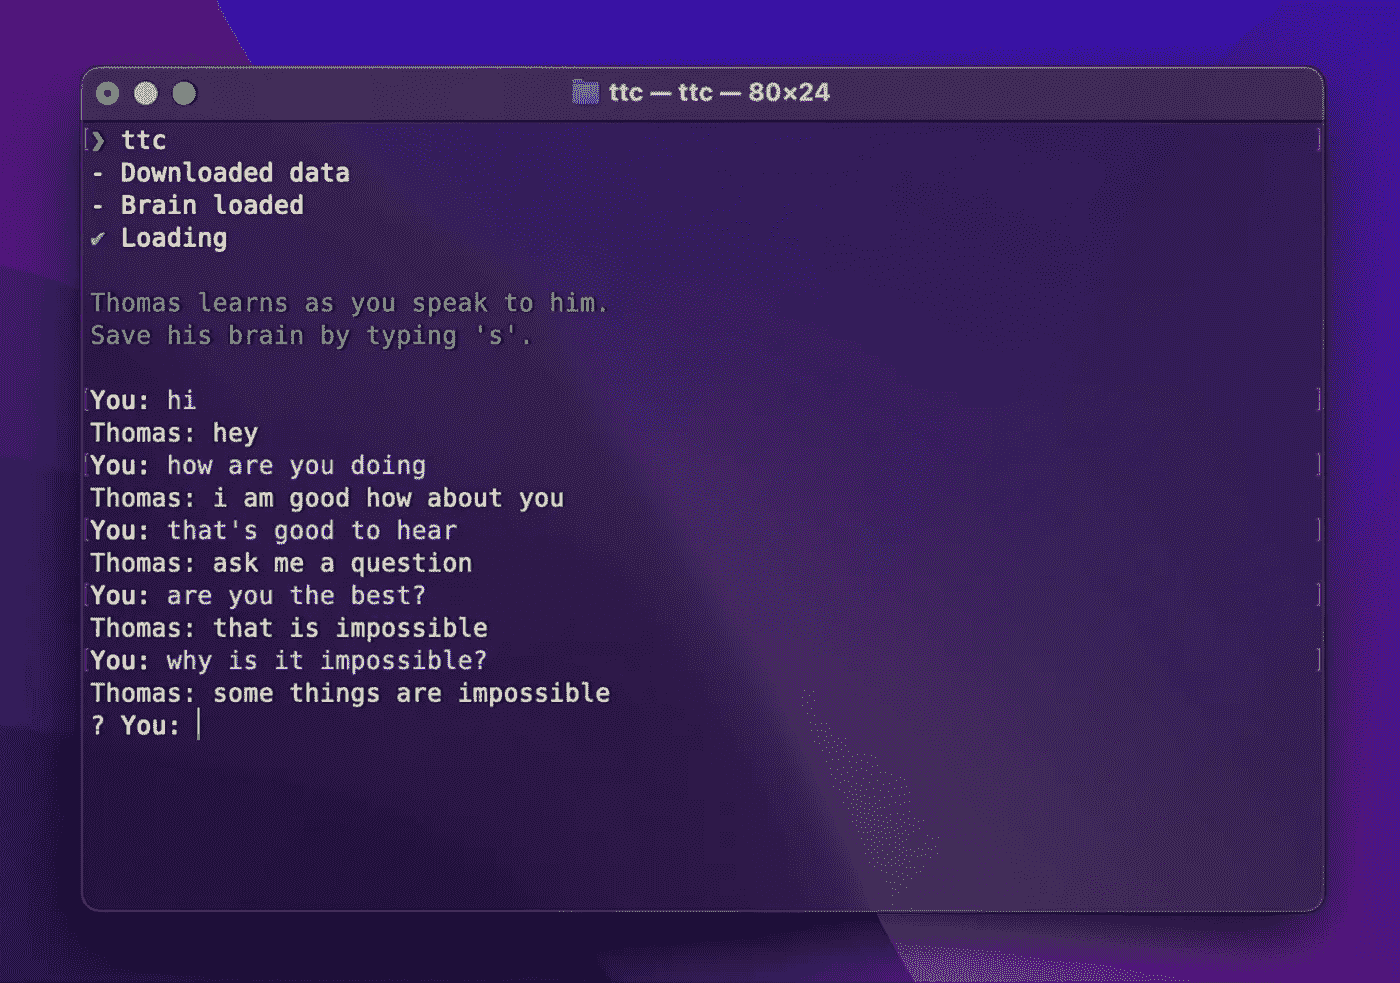 ttc — ttc — 80×24
❯ ttc
- Downloaded data
- Brain loaded
✔ Loading
Thomas learns as you speak to him.
Save his brain by typing 's'.
You: hi
Thomas: hey
You: how are you doing
Thomas: i am good how about you
You: that's good to hear
Thomas: ask me a question
You: are you the best?
Thomas: that is impossible
You: why is it impossible?
Thomas: some things are impossible
? You: